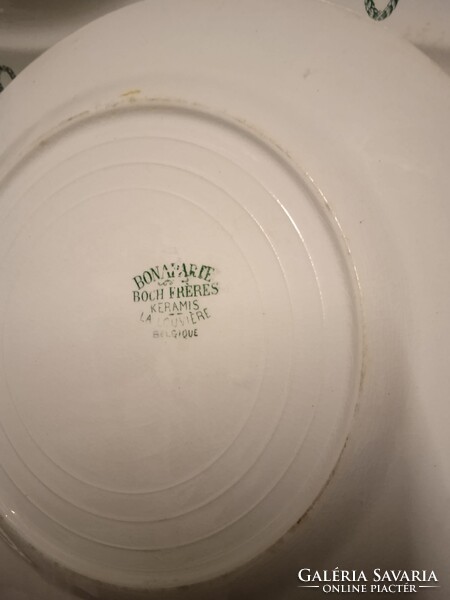 BONAPARTE
BOCH FRÈRES
KERAMIS
LA LOUVIÈRE
BELGIQUE
GALÉRIA SAVARIA
ONLINE PIACTÉR